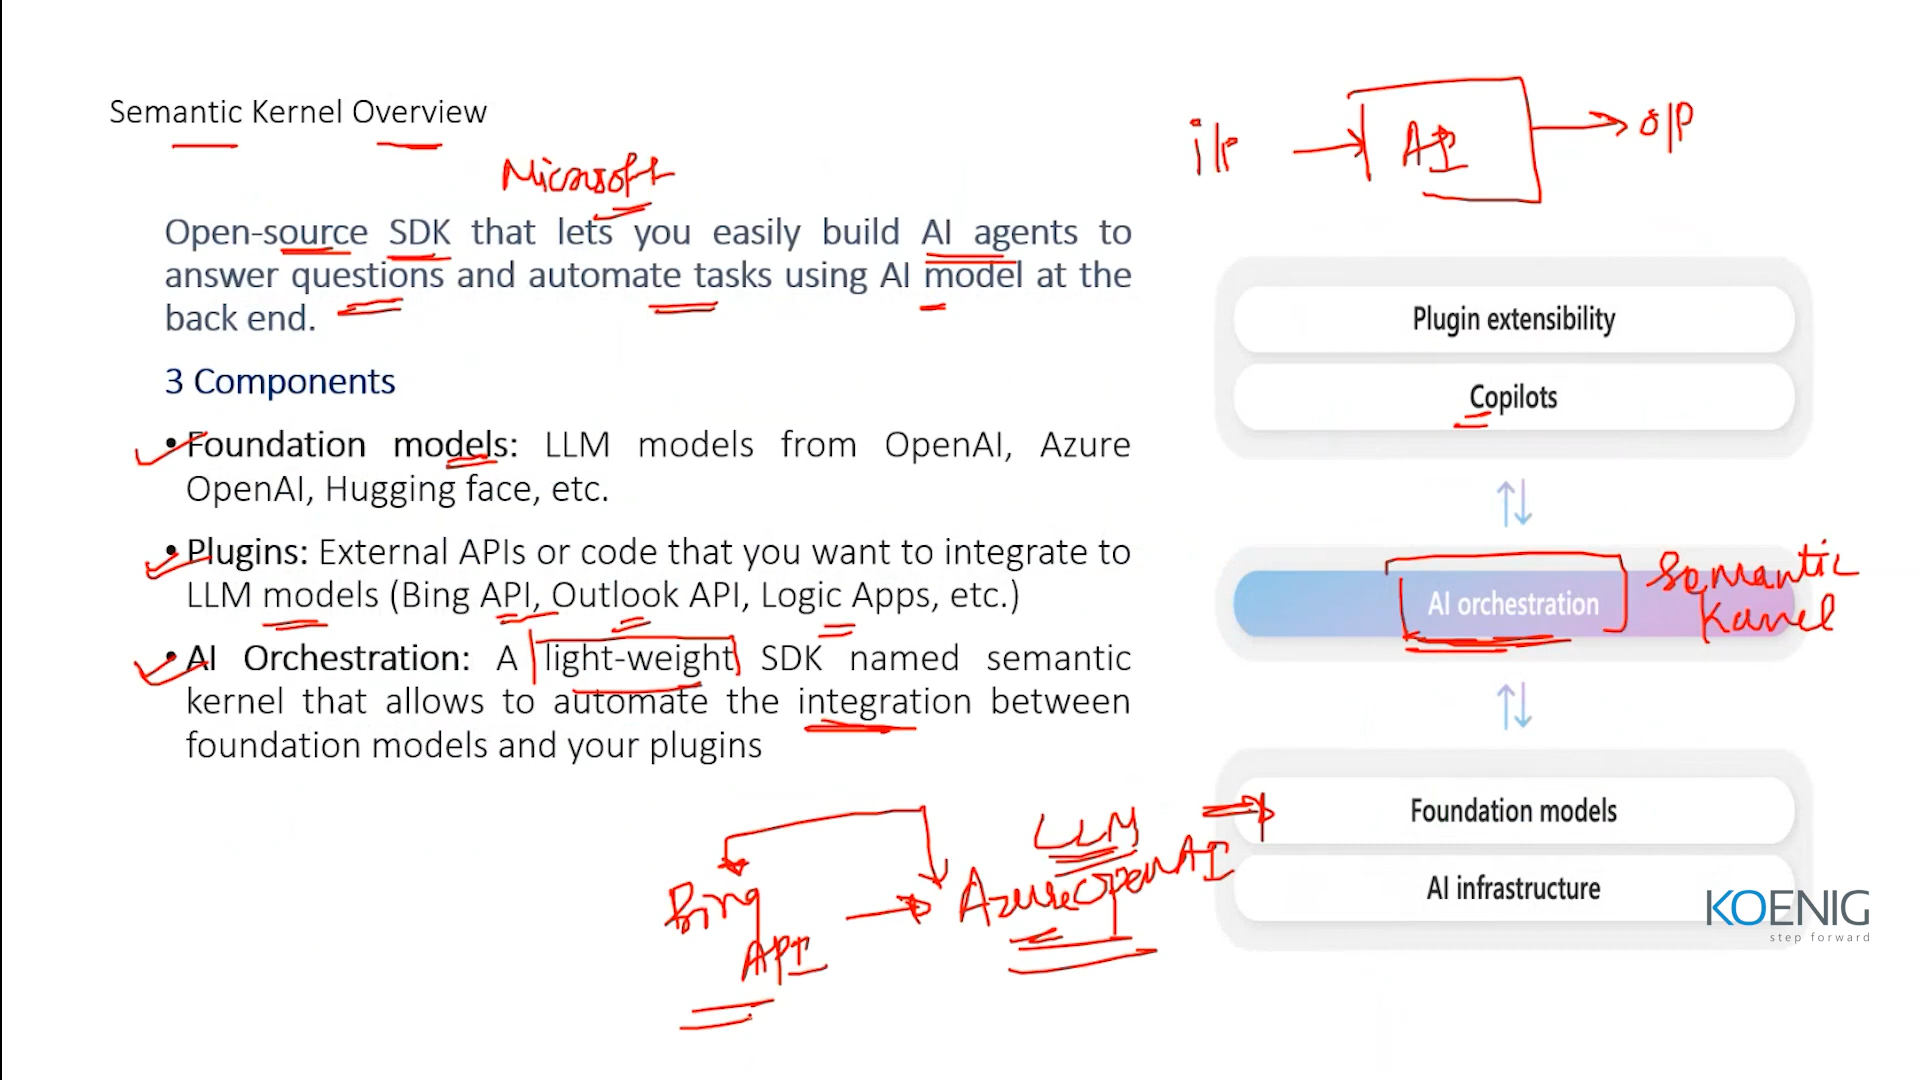 Semantic Kernel Overview
Microsoft
Open-source SDK that lets you easily build AI agents to
answer questions and automate tasks using AI model at the
back end.
3 Components
• Foundation models: LLM models from OpenAI, Azure
OpenAI, Hugging face, etc.
• Plugins: External APIs or code that you want to integrate to
LLM models (Bing API, Outlook API, Logic Apps, etc.)
• AI Orchestration: A light-weight SDK named semantic
kernel that allows to automate the integration between
foundation models and your plugins
Bing
API
LLM
Azure OpenAI
i/p
API
o/p
Plugin extensibility
Copilots
AI orchestration
Semantic
Kernel
Foundation models
AI infrastructure
KOENIG
step forward